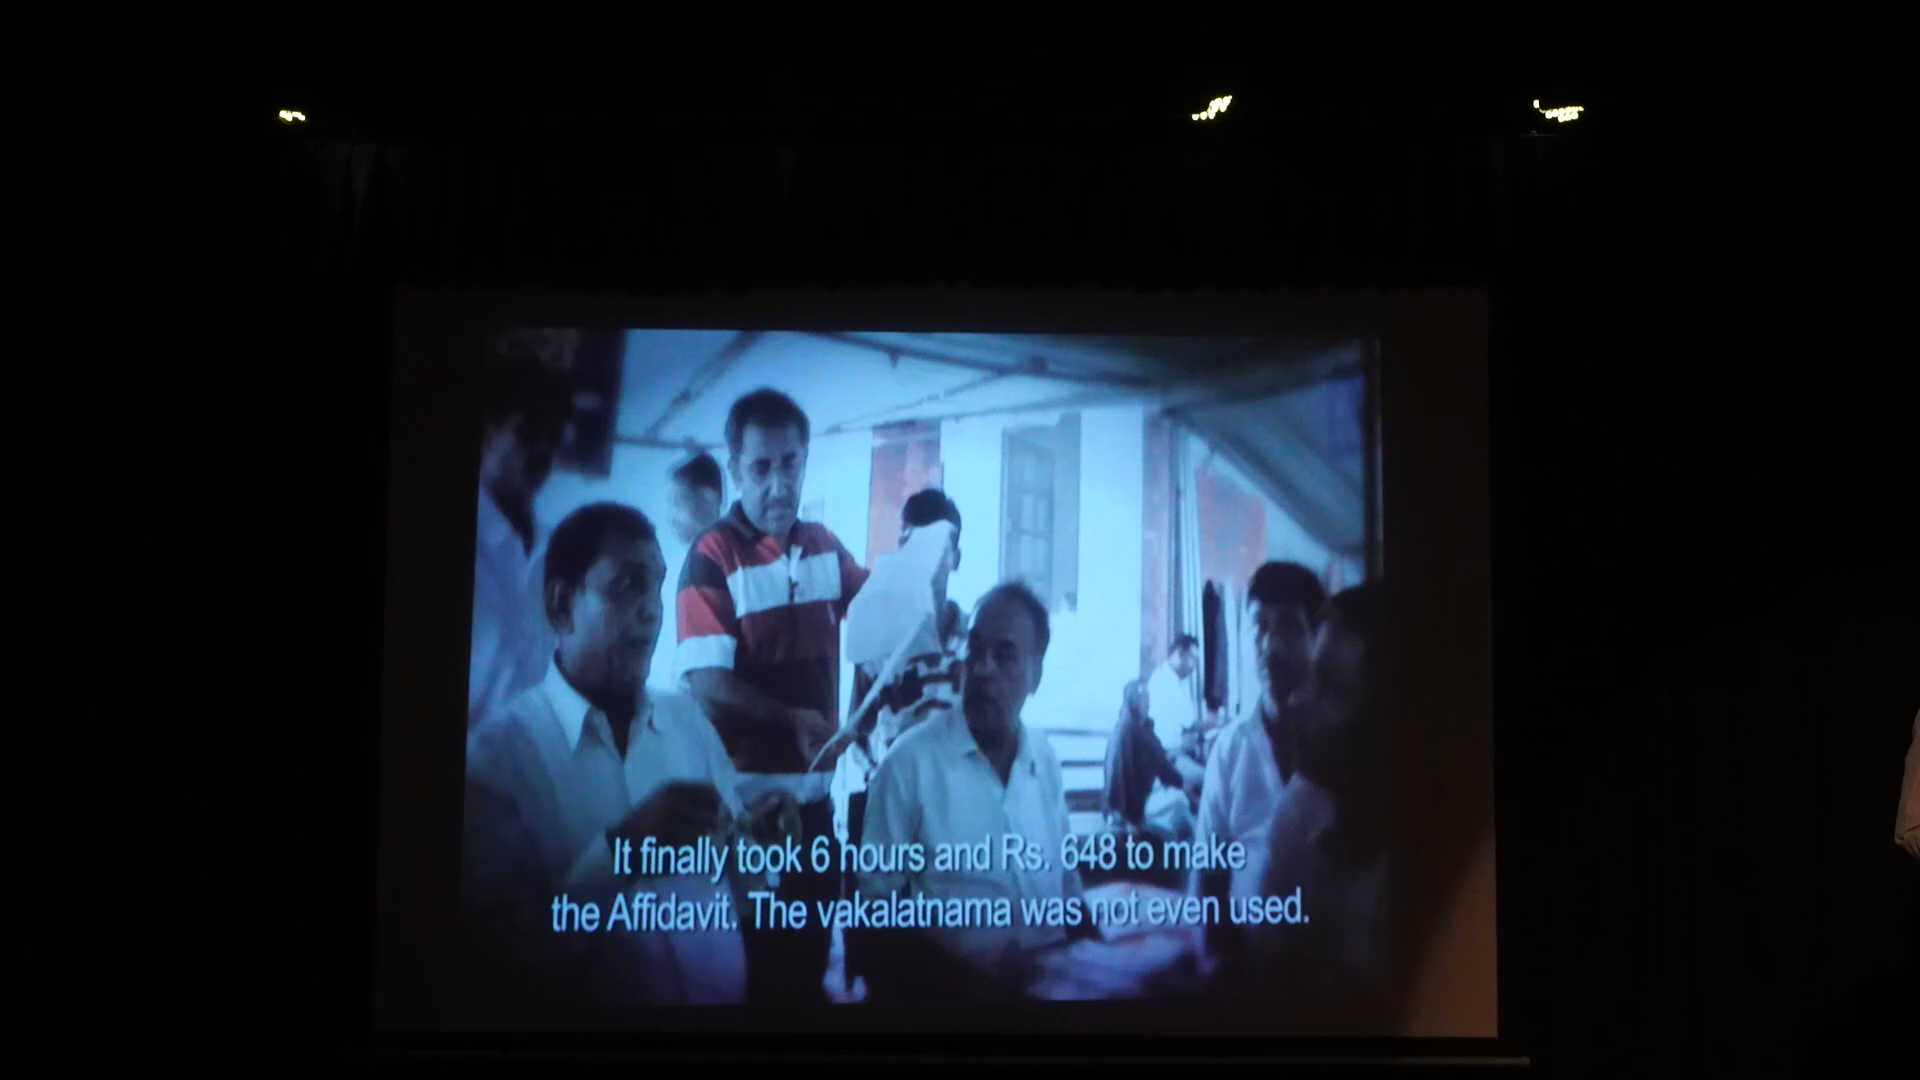 It finally took 6 hours and Rs. 648 to make
the Affidavit. The vakalatnama was not even used.